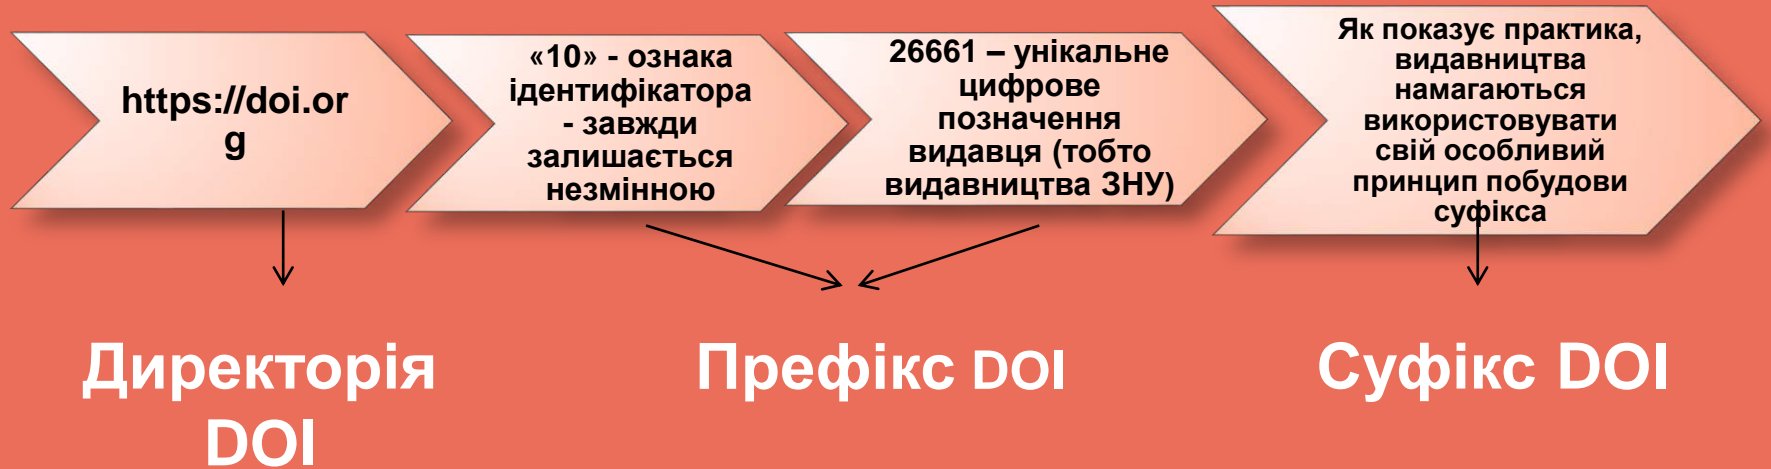 https://doi.or
g
«10» - ознака
ідентифікатора
- завжди
залишається
незмінною
26661 – унікальне
цифрове
позначення
видавця (тобто
видавництва ЗНУ)
Як показує практика,
видавництва
намагаються
використовувати
свій особливий
принцип побудови
суфікса
Директорія
DOI
Префікс DOI
Суфікс DOI